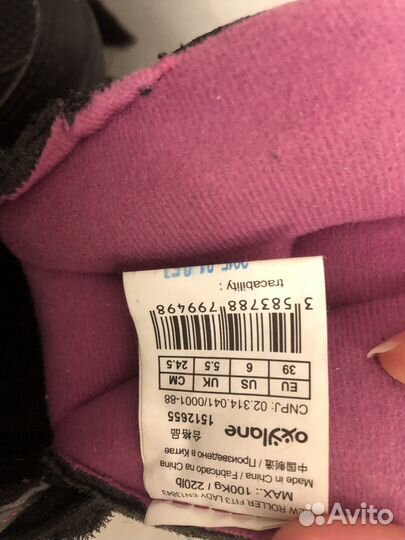 ROLLER FIT3 LADY EN13843
MAX.: 100Kg / 220lb
Made in China / Fabricado na China
中国制造 / Произведено в Китае
oxylane 合格品
1512655
CNPJ: 02.314.041/0001-88
EU US UK CM
39 6 5.5 24.5
3 583788 799498
tracability :
Avito